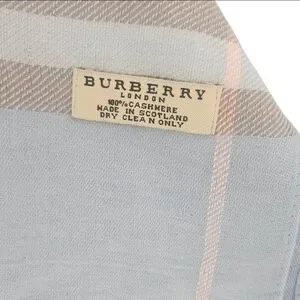 BURBERRY
LONDON
100% CASHMERE
MADE IN SCOTLAND
DRY CLEAN ONLY